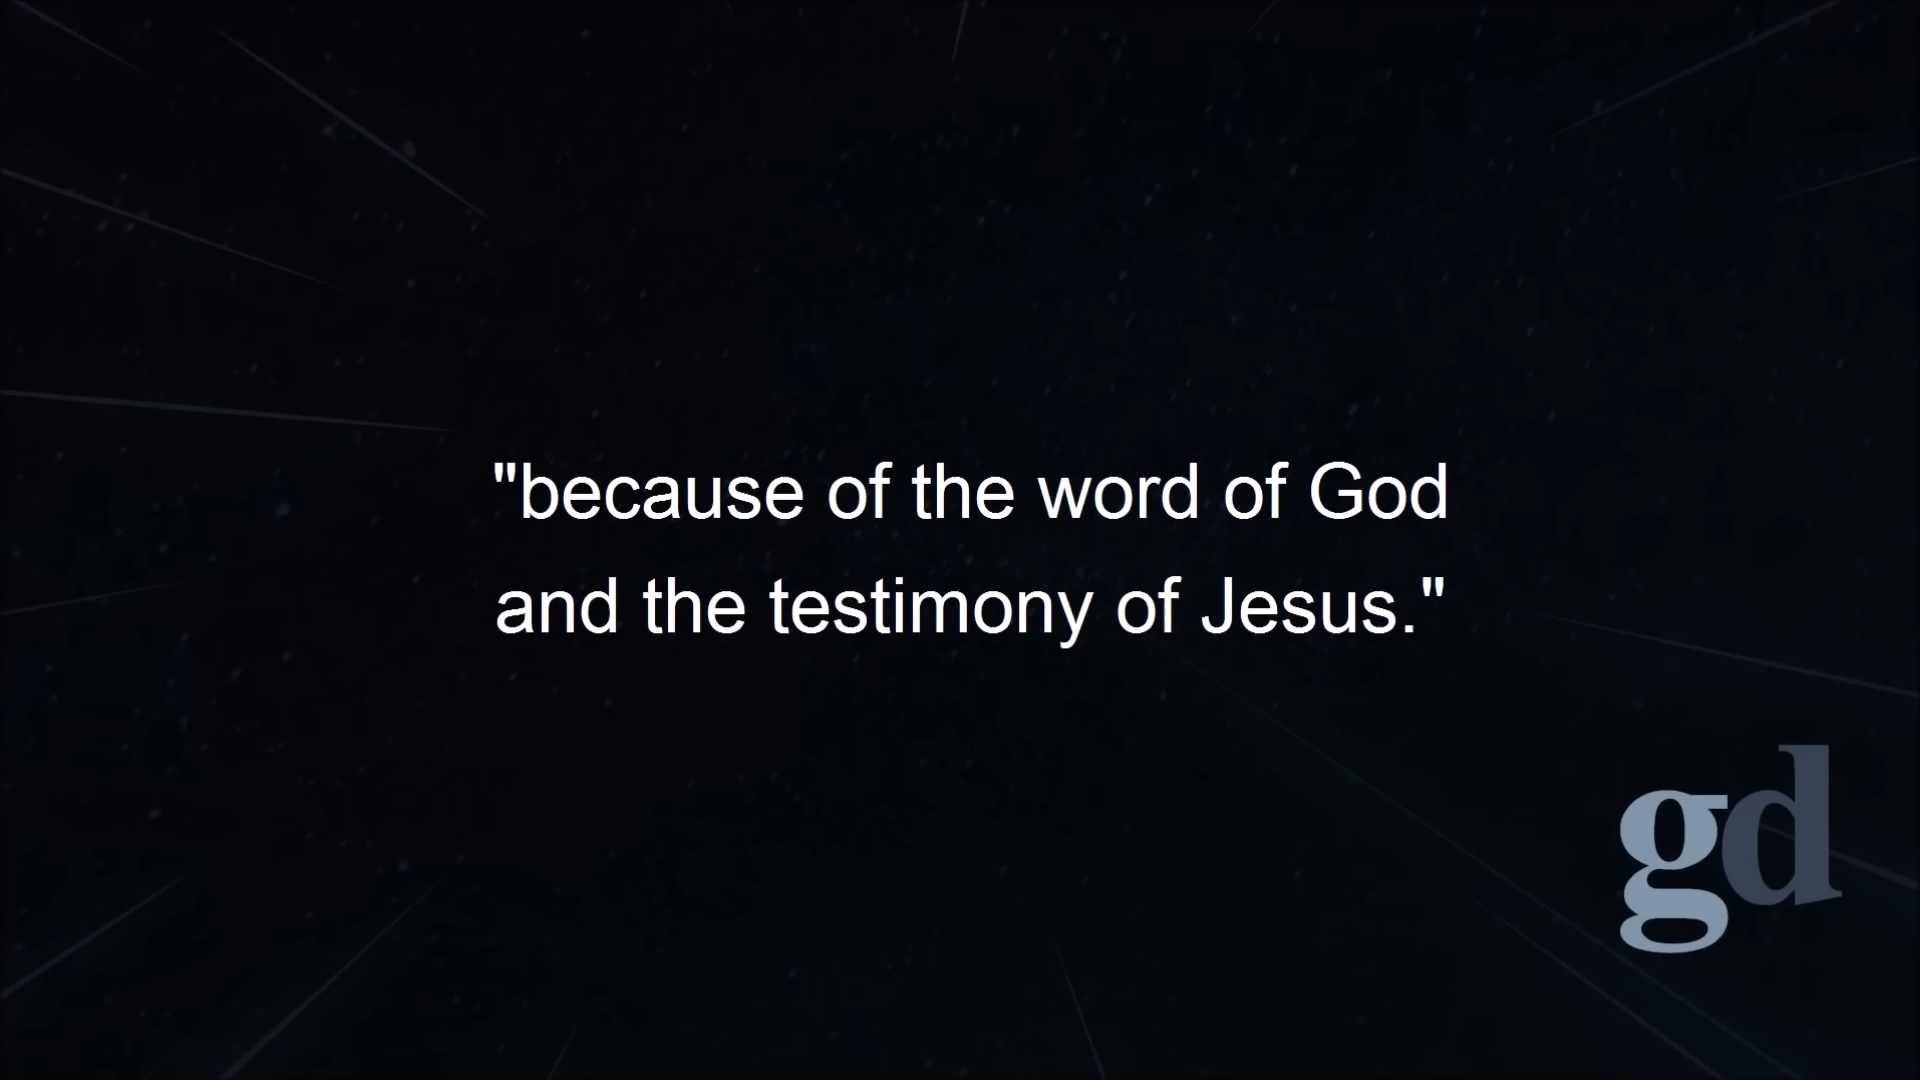 "because of the word of God
and the testimony of Jesus."
gd